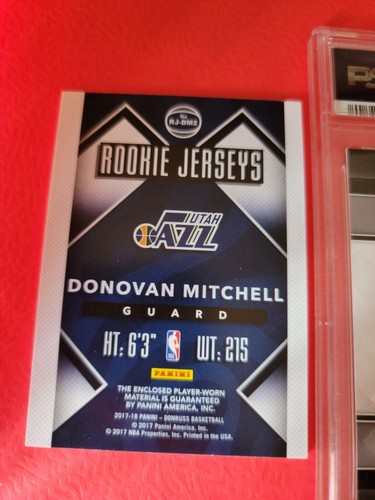 No.
RJ-DM2
ROOKIE JERSEYS
UTAH
JAZZ
DONOVAN MITCHELL
GUARD
HT: 6'3" WT: 215
PANINI
THE ENCLOSED PLAYER-WORN
MATERIAL IS GUARANTEED
BY PANINI AMERICA, INC.
2017-18 PANINI – DONRUSS BASKETBALL
© 2017 Panini America, Inc.
© 2017 NBA Properties, Inc. Printed in the USA.